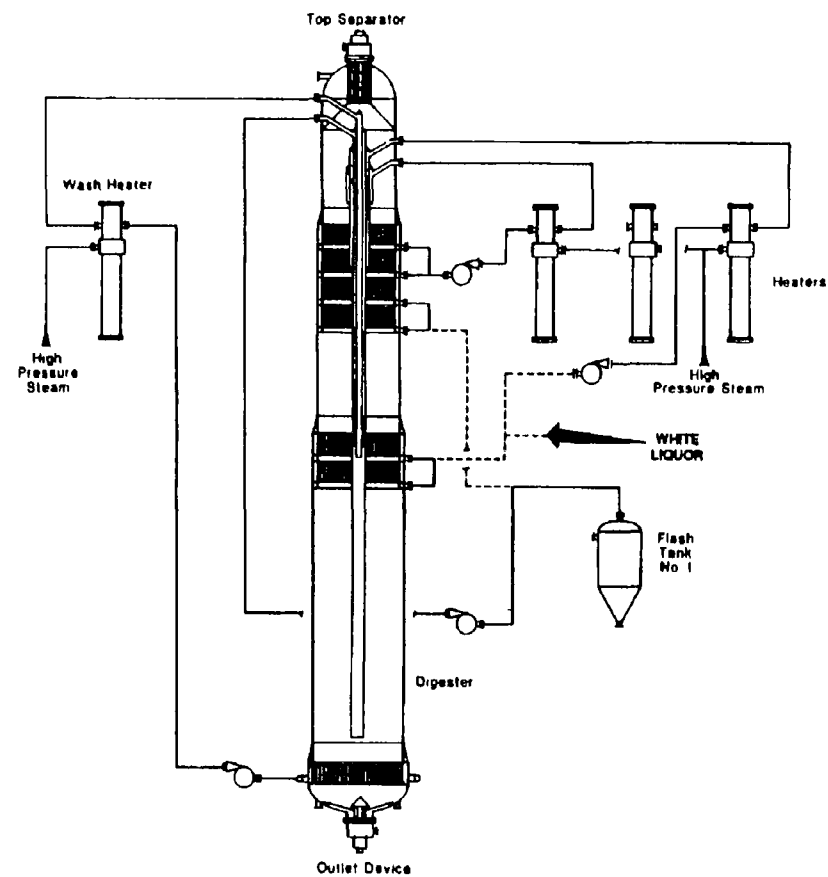 Top Separator
Wash Heater
High
Pressure
Steam
Heaters
High
Pressure Steam
WHITE
LIQUOR
Flash
Tank
No 1
Digester
Outlet Device